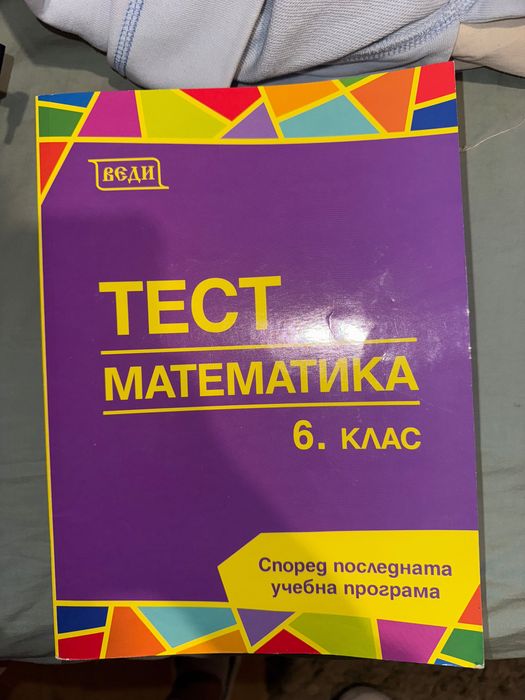 ВЕДИ
ТЕСТ
МАТЕМАТИКА
6. КЛАС
Според последната
учебна програма